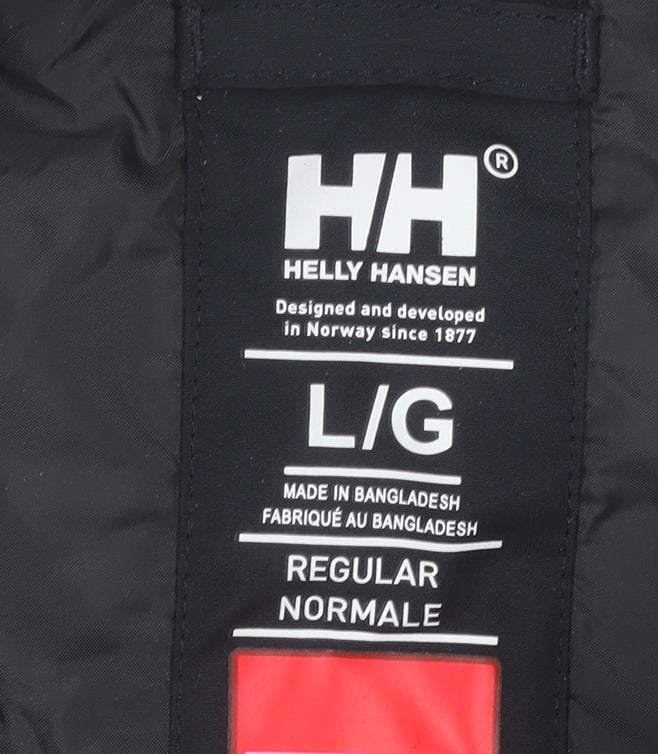 HH®
HELLY HANSEN
Designed and developed
in Norway since 1877
L/G
MADE IN BANGLADESH
FABRIQUÉ AU BANGLADESH
REGULAR
NORMALE